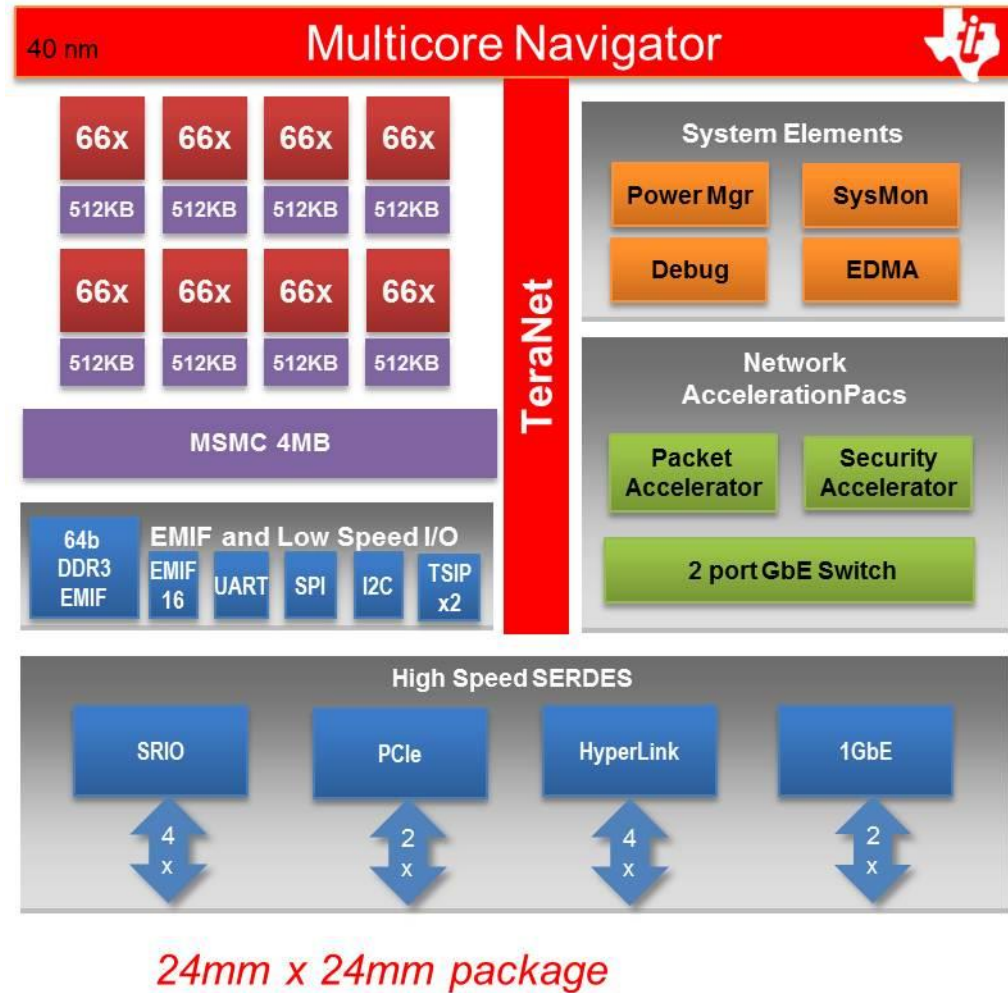 40 nm
Multicore Navigator
ti
66x 66x 66x 66x
512KB 512KB 512KB 512KB
66x 66x 66x 66x
512KB 512KB 512KB 512KB
MSMC 4MB
EMIF and Low Speed I/O
64b
DDR3
EMIF
EMIF
16
UART
SPI
I2C
TSIP
x2
TeraNet
System Elements
Power Mgr
SysMon
Debug
EDMA
Network
AccelerationPacs
Packet
Accelerator
Security
Accelerator
2 port GbE Switch
High Speed SERDES
SRIO
PCIe
HyperLink
1GbE
4
x
2
x
4
x
2
x
24mm x 24mm package